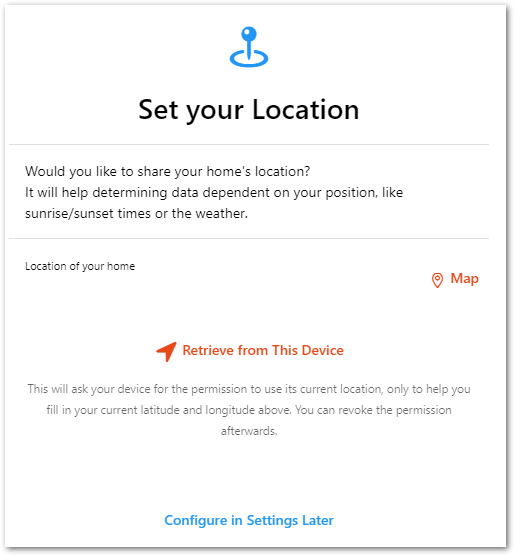 Set your Location
Would you like to share your home's location?
It will help determining data dependent on your position, like
sunrise/sunset times or the weather.
Location of your home
Map
Retrieve from This Device
This will ask your device for the permission to use its current location, only to help you
fill in your current latitude and longitude above. You can revoke the permission
afterwards.
Configure in Settings Later